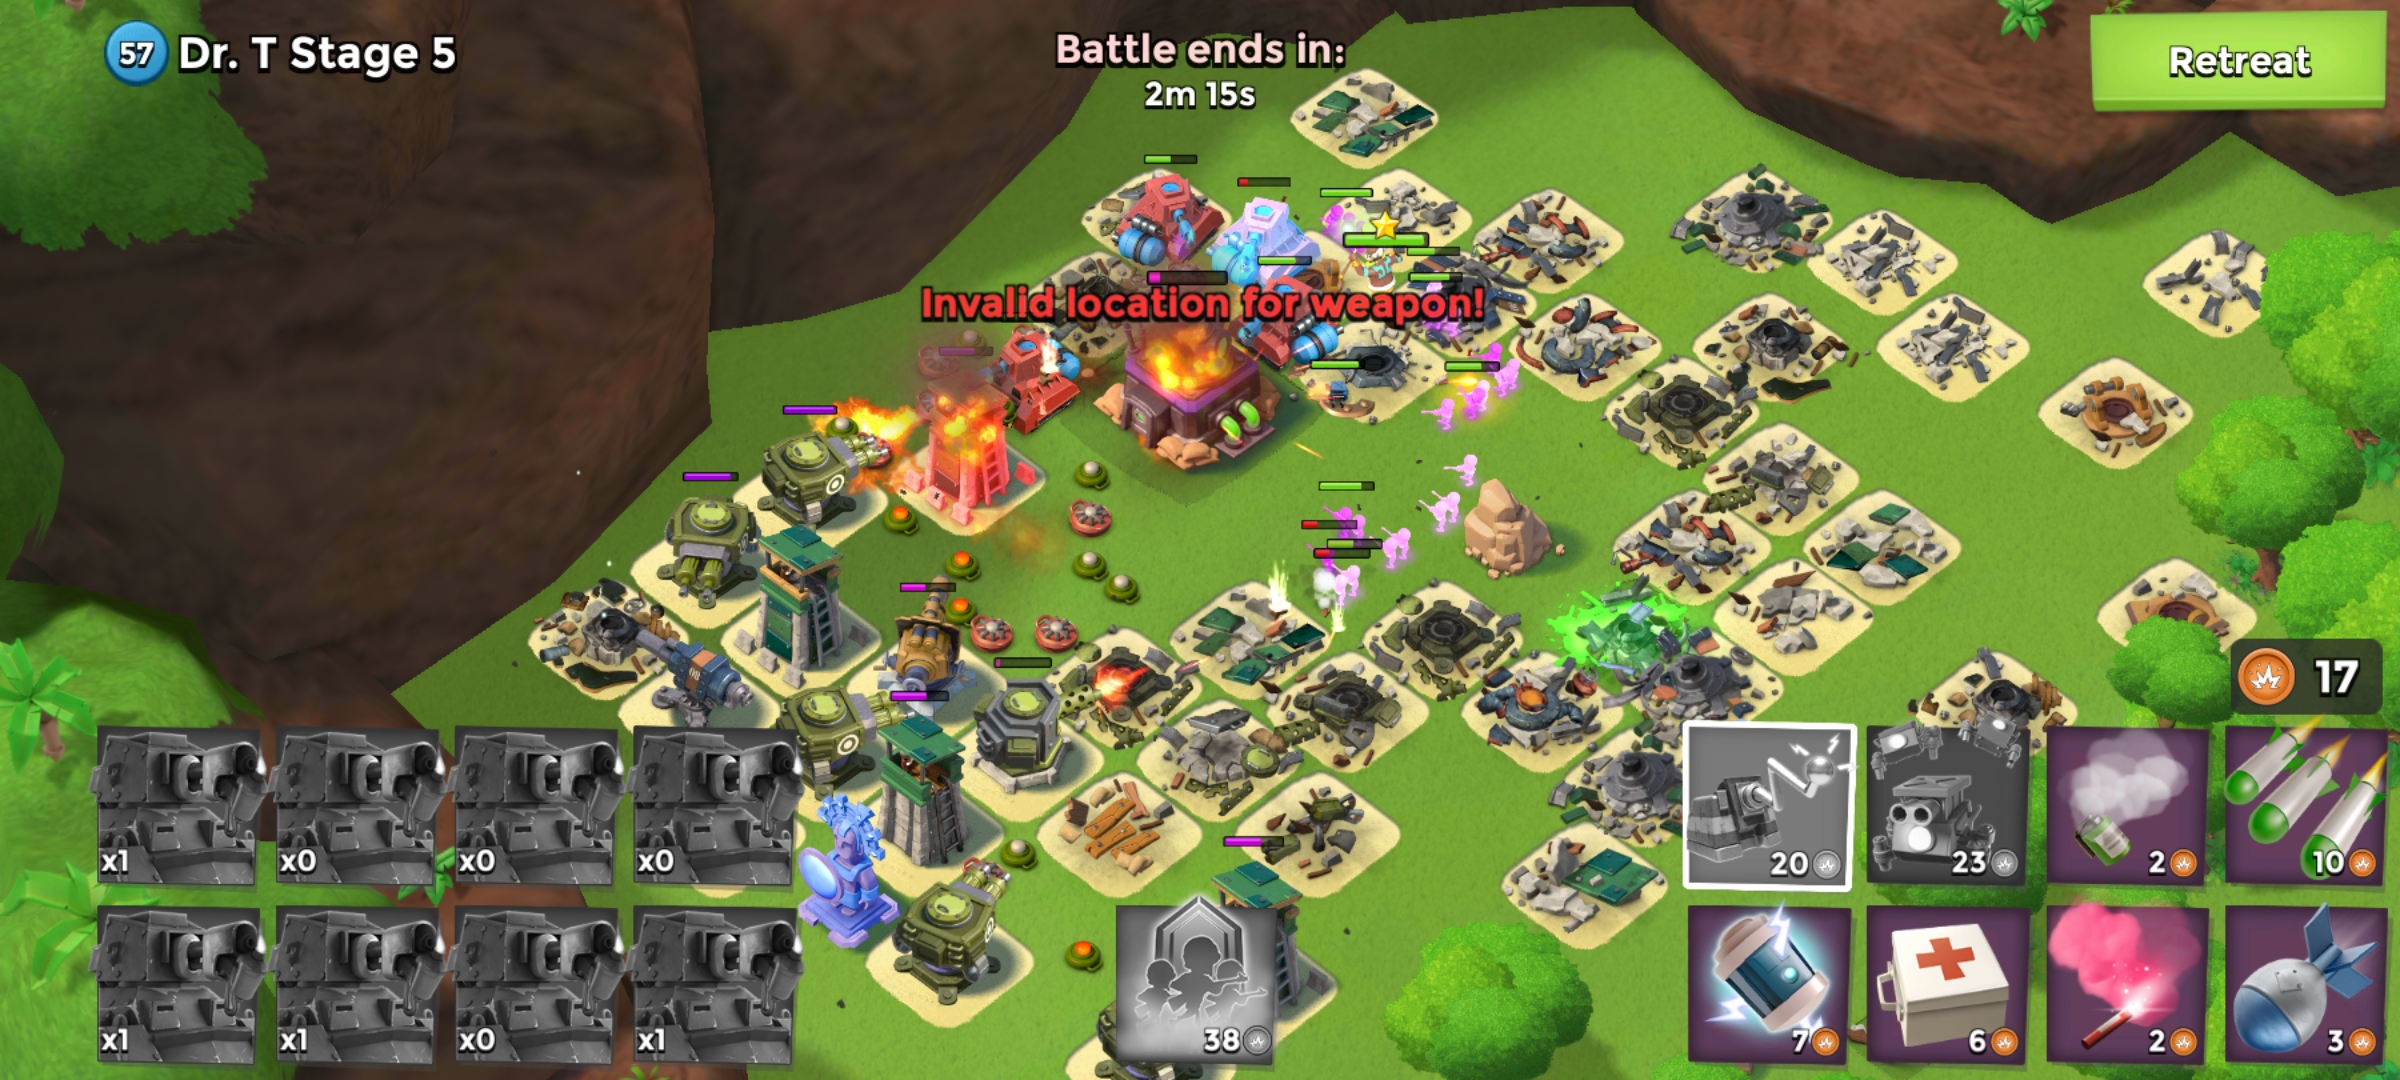 57 Dr. T Stage 5
Battle ends in:
2m 15s
Retreat
Invalid location for weapon!
17
x1
x0
x0
x0
20
23
2
10
x1
x1
x0
x1
38
7
6
2
3